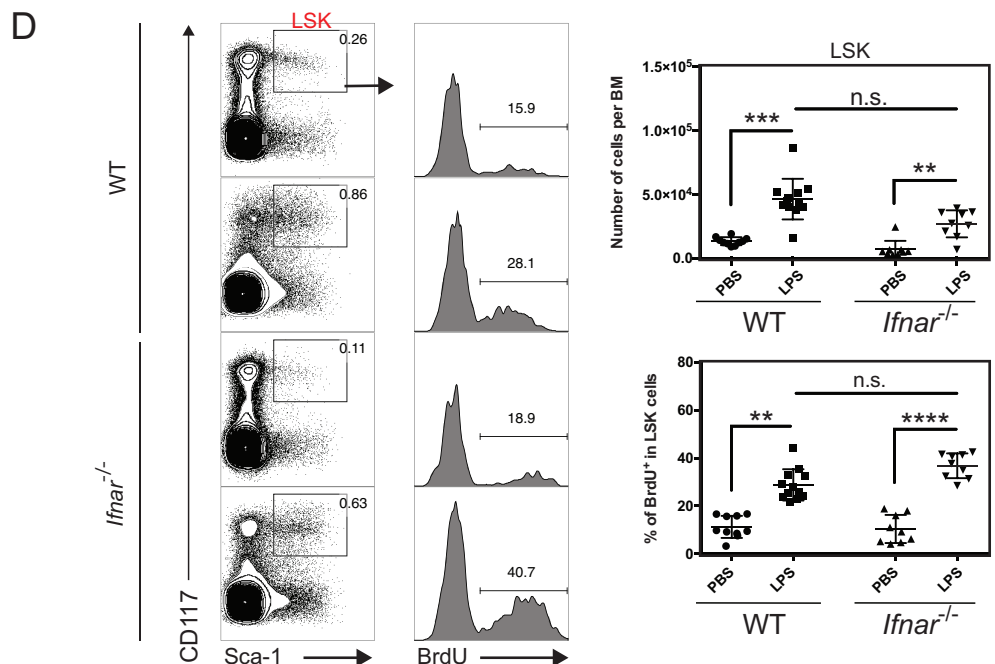 D
LSK
0.26
15.9
WT
0.86
28.1
0.11
18.9
Ifnar-/-
0.63
40.7
CD117
Sca-1
BrdU
LSK
Number of cells per BM
1.5×10⁵
1.0×10⁵
5.0×10⁴
0.0
***
n.s.
**
PBS
LPS
PBS
LPS
WT
Ifnar-/-
% of BrdU⁺ in LSK cells
80
60
40
20
0
**
n.s.
****
PBS
LPS
PBS
LPS
WT
Ifnar-/-